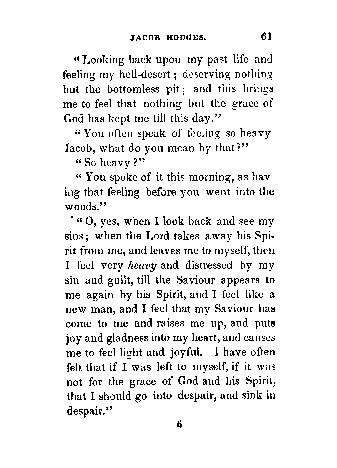 JACOB HODGES. 61
"Looking back upon my past life and
feeling my hell-desert; deserving nothing
but the bottomless pit; and this brings
me to feel that nothing but the grace of
God has kept me till this day."
"You often speak of feeling so heavy
Jacob, what do you mean by that?"
"So heavy?"
"You spoke of it this morning, as hav
ing that feeling before you went into the
woods."
"O, yes, when I look back and see my
sins; when the Lord takes away his Spi-
rit from me, and leaves me to myself, then
I feel very heavy and distressed by my
sin and guilt, till the Saviour appears to
me again by his Spirit, and I feel like a
new man, and I feel that my Saviour has
come to me and raises me up, and puts
joy and gladness into my heart, and causes
me to feel light and joyful. I have often
felt that if I was left to myself, if it was
not for the grace of God and his Spirit,
that I should go into despair, and sink in
despair."
6